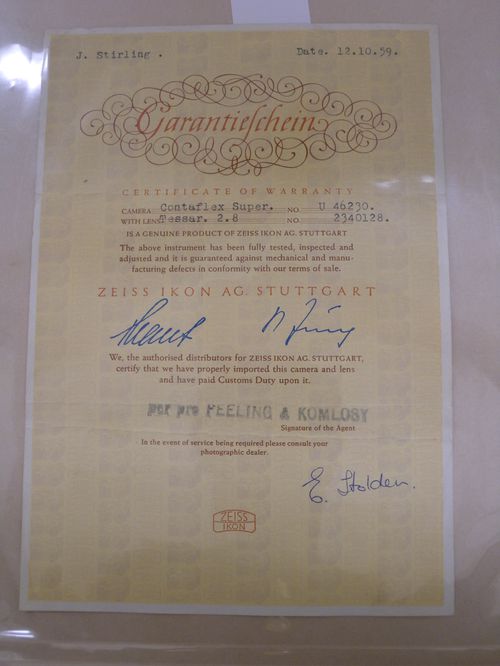 J. Stirling . Date. 12.10.59.
Garantieſchein
CERTIFICATE OF WARRANTY
CAMERA Contaflex Super. NO. U 46230.
WITH LENS Tessar. 2.8 NO. 2340128.
IS A GENUINE PRODUCT OF ZEISS IKON AG. STUTTGART
The above instrument has been fully tested, inspected and
adjusted and it is guaranteed against mechanical and manu-
facturing defects in conformity with our terms of sale.
ZEISS IKON AG. STUTTGART
We, the authorised distributors for ZEISS IKON AG. STUTTGART,
certify that we have properly imported this camera and lens
and have paid Customs Duty upon it.
per pro PEELING & KOMLOSY
Signature of the Agent
In the event of service being required please consult your
photographic dealer.
E. Holden.
ZEISS
IKON